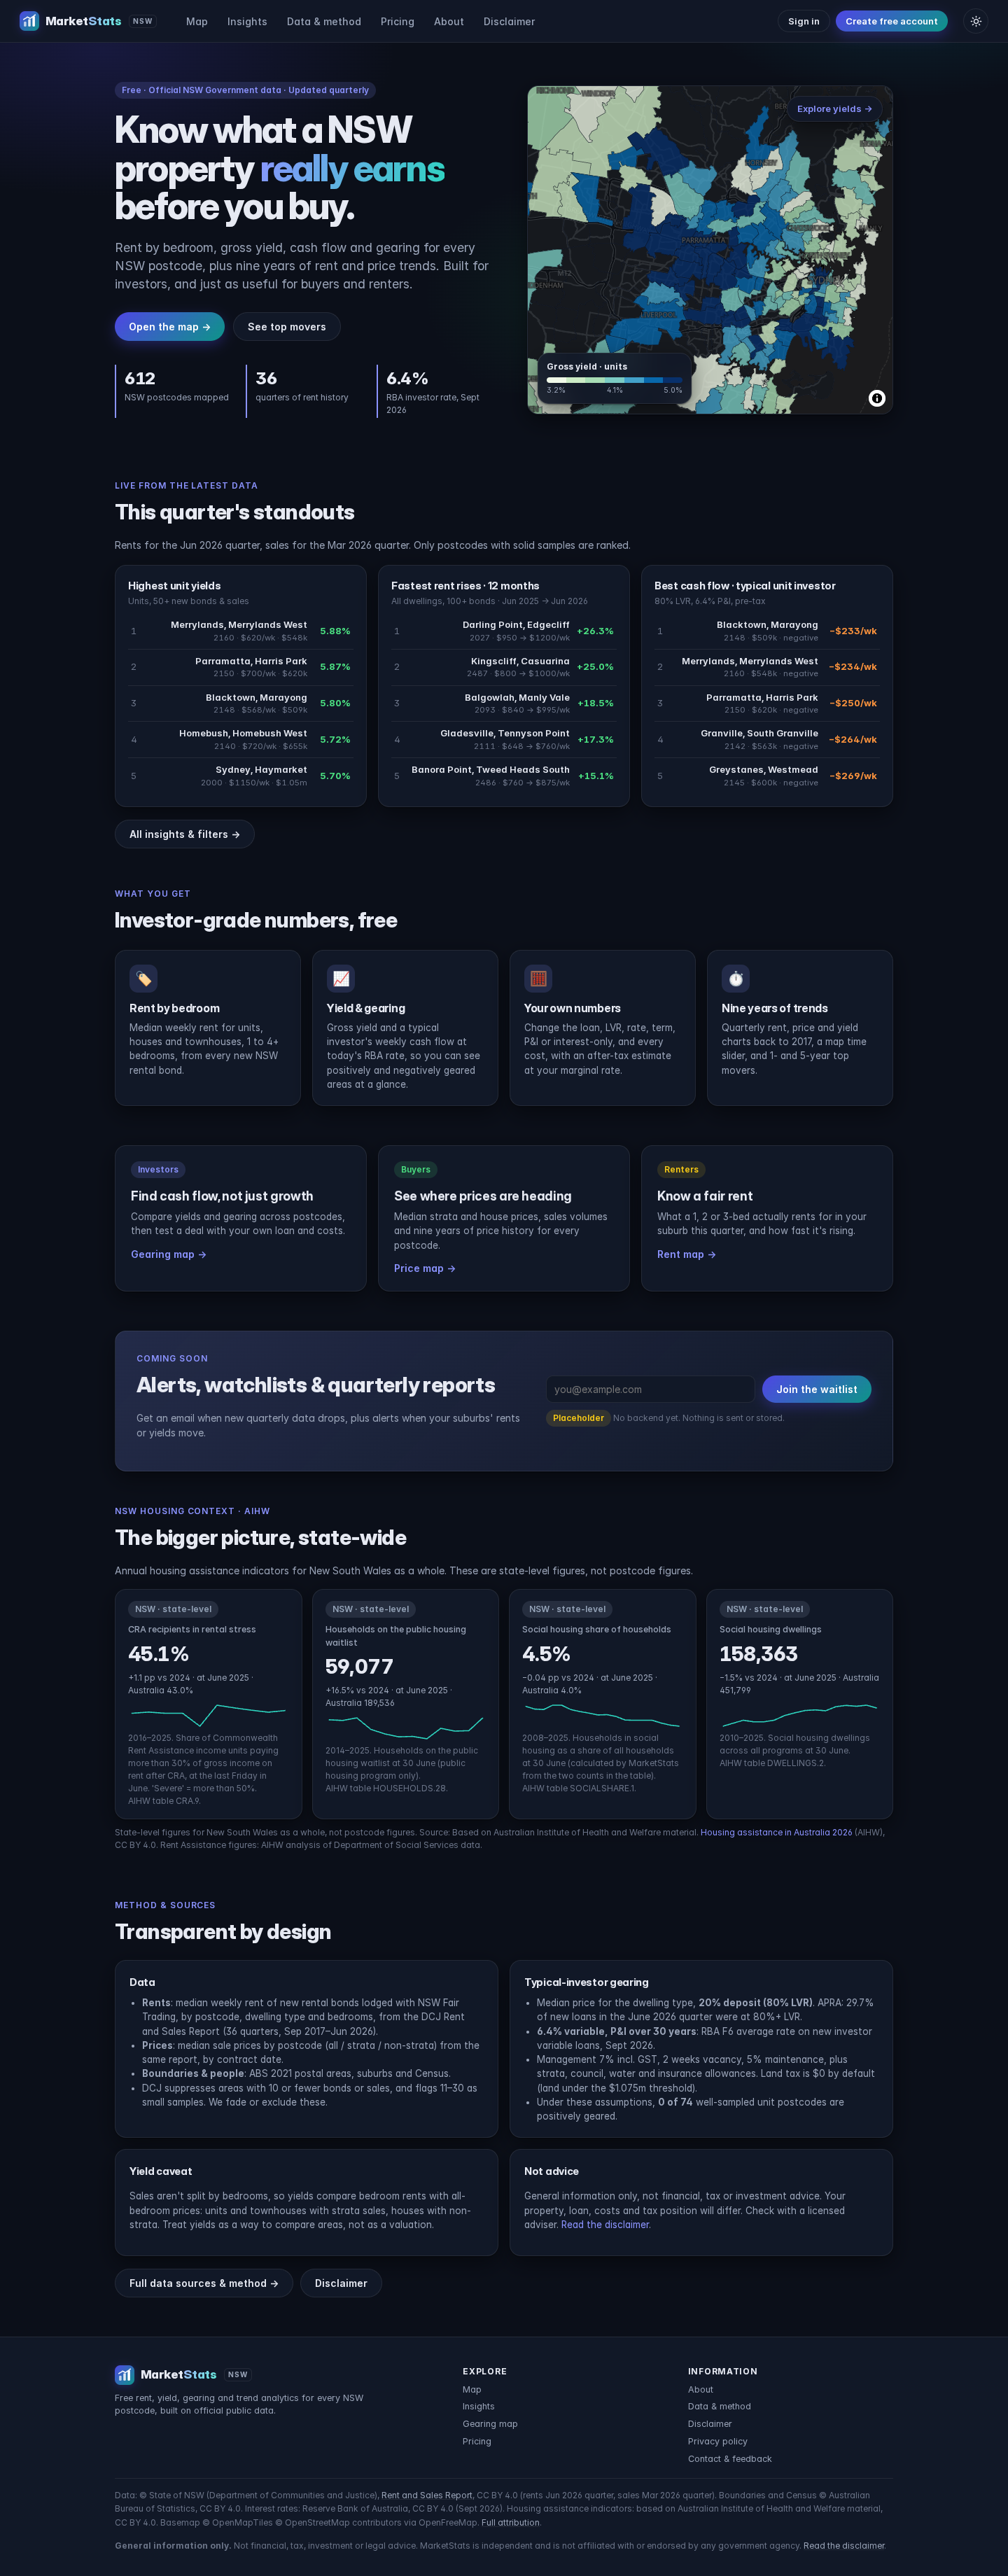 MarketStats NSW Map Insights Data & method Pricing About Disclaimer Sign in Create free account
Free · Official NSW Government data · Updated quarterly
Know what a NSW
property really earns
before you buy.
Rent by bedroom, gross yield, cash flow and gearing for every
NSW postcode, plus nine years of rent and price trends. Built for
investors, and just as useful for buyers and renters.
Open the map → See top movers
612
NSW postcodes mapped
36
quarters of rent history
6.4%
RBA investor rate, Sept
2026
RICHMOND
WINDSOR
Explore yields →
PARRAMATTA
LIVERPOOL
Gross yield · units
3.2% 4.1% 5.0%
LIVE FROM THE LATEST DATA
This quarter's standouts
Rents for the Jun 2026 quarter, sales for the Mar 2026 quarter. Only postcodes with solid samples are ranked.
Highest unit yields
Units, 50+ new bonds & sales
1 Merrylands, Merrylands West 5.88%
2160 · $620/wk · $548k
2 Parramatta, Harris Park 5.87%
2150 · $700/wk · $620k
3 Blacktown, Marayong 5.80%
2148 · $568/wk · $509k
4 Homebush, Homebush West 5.72%
2140 · $720/wk · $655k
5 Sydney, Haymarket 5.70%
2000 · $1150/wk · $1.05m
Fastest rent rises · 12 months
All dwellings, 100+ bonds · Jun 2025 → Jun 2026
1 Darling Point, Edgecliff +26.3%
2027 · $950 → $1200/wk
2 Kingscliff, Casuarina +25.0%
2487 · $800 → $1000/wk
3 Balgowlah, Manly Vale +18.5%
2093 · $840 → $995/wk
4 Gladesville, Tennyson Point +17.3%
2111 · $648 → $760/wk
5 Banora Point, Tweed Heads South +15.1%
2486 · $760 → $875/wk
Best cash flow · typical unit investor
80% LVR, 6.4% P&I, pre-tax
1 Blacktown, Marayong −$233/wk
2148 · $509k · negative
2 Merrylands, Merrylands West −$234/wk
2160 · $548k · negative
3 Parramatta, Harris Park −$250/wk
2150 · $620k · negative
4 Granville, South Granville −$264/wk
2142 · $563k · negative
5 Greystanes, Westmead −$269/wk
2145 · $600k · negative
All insights & filters →
WHAT YOU GET
Investor-grade numbers, free
Rent by bedroom
Median weekly rent for units,
houses and townhouses, 1 to 4+
bedrooms, from every new NSW
rental bond.
Yield & gearing
Gross yield and a typical
investor's weekly cash flow at
today's RBA rate, so you can see
positively and negatively geared
areas at a glance.
Your own numbers
Change the loan, LVR, rate, term,
P&I or interest-only, and every
cost, with an after-tax estimate
at your marginal rate.
Nine years of trends
Quarterly rent, price and yield
charts back to 2017, a map time
slider, and 1- and 5-year top
movers.
Investors
Find cash flow, not just growth
Compare yields and gearing across postcodes,
then test a deal with your own loan and costs.
Gearing map →
Buyers
See where prices are heading
Median strata and house prices, sales volumes
and nine years of price history for every
postcode.
Price map →
Renters
Know a fair rent
What a 1, 2 or 3-bed actually rents for in your
suburb this quarter, and how fast it's rising.
Rent map →
COMING SOON
Alerts, watchlists & quarterly reports
Get an email when new quarterly data drops, plus alerts when your suburbs' rents
or yields move.
you@example.com Join the waitlist
Placeholder No backend yet. Nothing is sent or stored.
NSW HOUSING CONTEXT · AIHW
The bigger picture, state-wide
Annual housing assistance indicators for New South Wales as a whole. These are state-level figures, not postcode figures.
NSW · state-level
CRA recipients in rental stress
45.1%
+1.1 pp vs 2024 · at June 2025 ·
Australia 43.0%
2016–2025. Share of Commonwealth
Rent Assistance income units paying
more than 30% of gross income on
rent after CRA, at the last Friday in
June. 'Severe' = more than 50%.
AIHW table CRA.9.
NSW · state-level
Households on the public housing
waitlist
59,077
+16.5% vs 2024 · at June 2025 ·
Australia 189,536
2014–2025. Households on the public
housing waitlist at 30 June (public
housing program only).
AIHW table HOUSEHOLDS.28.
NSW · state-level
Social housing share of households
4.5%
−0.04 pp vs 2024 · at June 2025 ·
Australia 4.0%
2008–2025. Households in social
housing as a share of all households
at 30 June (calculated by MarketStats
from the two counts in the table).
AIHW table SOCIALSHARE.1.
NSW · state-level
Social housing dwellings
158,363
−1.5% vs 2024 · at June 2025 · Australia
451,799
2010–2025. Social housing dwellings
across all programs at 30 June.
AIHW table DWELLINGS.2.
State-level figures for New South Wales as a whole, not postcode figures. Source: Based on Australian Institute of Health and Welfare material. Housing assistance in Australia 2026 (AIHW),
CC BY 4.0. Rent Assistance figures: AIHW analysis of Department of Social Services data.
METHOD & SOURCES
Transparent by design
Data
• Rents: median weekly rent of new rental bonds lodged with NSW Fair
Trading, by postcode, dwelling type and bedrooms, from the DCJ Rent
and Sales Report (36 quarters, Sep 2017–Jun 2026).
• Prices: median sale prices by postcode (all / strata / non-strata) from the
same report, by contract date.
• Boundaries & people: ABS 2021 postal areas, suburbs and Census.
• DCJ suppresses areas with 10 or fewer bonds or sales, and flags 11–30 as
small samples. We fade or exclude these.
Typical-investor gearing
• Median price for the dwelling type, 20% deposit (80% LVR). APRA: 29.7%
of new loans in the June 2026 quarter were at 80%+ LVR.
• 6.4% variable, P&I over 30 years: RBA F6 average rate on new investor
variable loans, Sept 2026.
• Management 7% incl. GST, 2 weeks vacancy, 5% maintenance, plus
strata, council, water and insurance allowances. Land tax is $0 by default
(land under the $1.075m threshold).
• Under these assumptions, 0 of 74 well-sampled unit postcodes are
positively geared.
Yield caveat
Sales aren't split by bedrooms, so yields compare bedroom rents with all-
bedroom prices: units and townhouses with strata sales, houses with non-
strata. Treat yields as a way to compare areas, not as a valuation.
Not advice
General information only, not financial, tax or investment advice. Your
property, loan, costs and tax position will differ. Check with a licensed
adviser. Read the disclaimer.
Full data sources & method → Disclaimer
MarketStats NSW
Free rent, yield, gearing and trend analytics for every NSW
postcode, built on official public data.
EXPLORE
Map
Insights
Gearing map
Pricing
INFORMATION
About
Data & method
Disclaimer
Privacy policy
Contact & feedback
Data: © State of NSW (Department of Communities and Justice), Rent and Sales Report, CC BY 4.0 (rents Jun 2026 quarter, sales Mar 2026 quarter). Boundaries and Census © Australian
Bureau of Statistics, CC BY 4.0. Interest rates: Reserve Bank of Australia, CC BY 4.0 (Sept 2026). Housing assistance indicators: based on Australian Institute of Health and Welfare material,
CC BY 4.0. Basemap © OpenMapTiles © OpenStreetMap contributors via OpenFreeMap. Full attribution.
General information only. Not financial, tax, investment or legal advice. MarketStats is independent and is not affiliated with or endorsed by any government agency. Read the disclaimer.